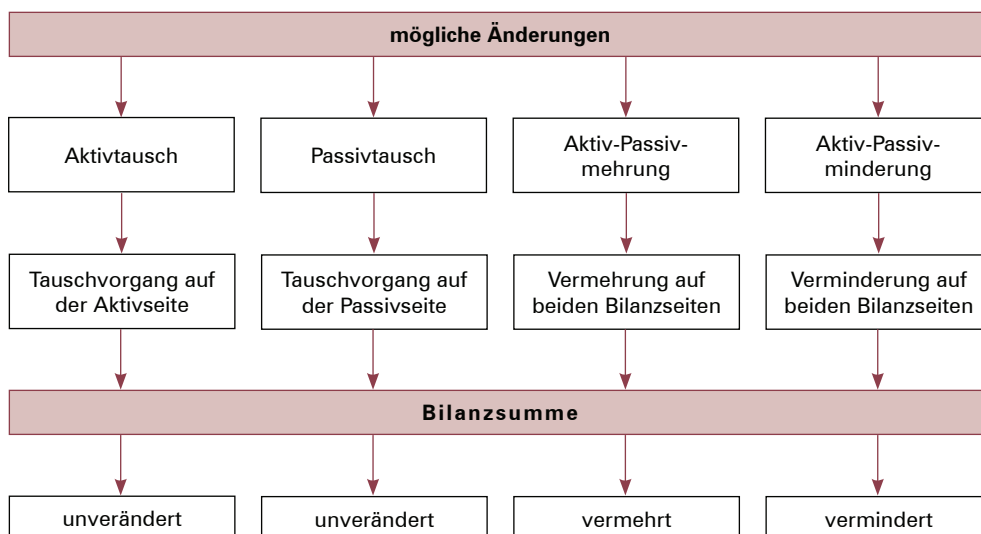 mögliche Änderungen
Aktivtausch
Passivtausch
Aktiv-Passiv-
mehrung
Aktiv-Passiv-
minderung
Tauschvorgang auf
der Aktivseite
Tauschvorgang auf
der Passivseite
Vermehrung auf
beiden Bilanzseiten
Verminderung auf
beiden Bilanzseiten
Bilanzsumme
unverändert
unverändert
vermehrt
vermindert